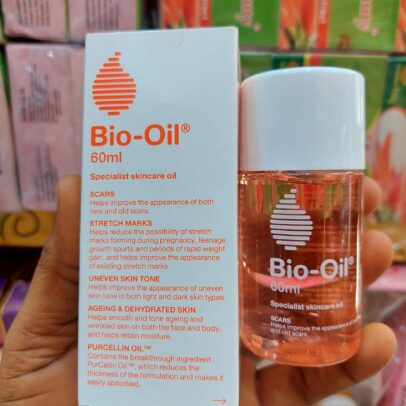 Bio-Oil®
60ml
Specialist skincare oil
SCARS
Helps improve the appearance of both
new and old scars.
STRETCH MARKS
Helps reduce the possibility of stretch
marks forming during pregnancy, teenage
growth spurts and periods of rapid weight
gain, and helps improve the appearance
of existing stretch marks.
UNEVEN SKIN TONE
Helps improve the appearance of uneven
skin tone in both light and dark skin types.
AGEING & DEHYDRATED SKIN
Helps smooth and tone ageing and
wrinkled skin on both the face and body,
and helps retain moisture.
PURCELLIN OIL™
Contains the breakthrough ingredient
PurCellin Oil™, which reduces the
thickness of the formulation and makes it
easily absorbed.
Bio-Oil®
60ml
Specialist skincare oil
SCARS
Helps improve the appearance of
and old scars.